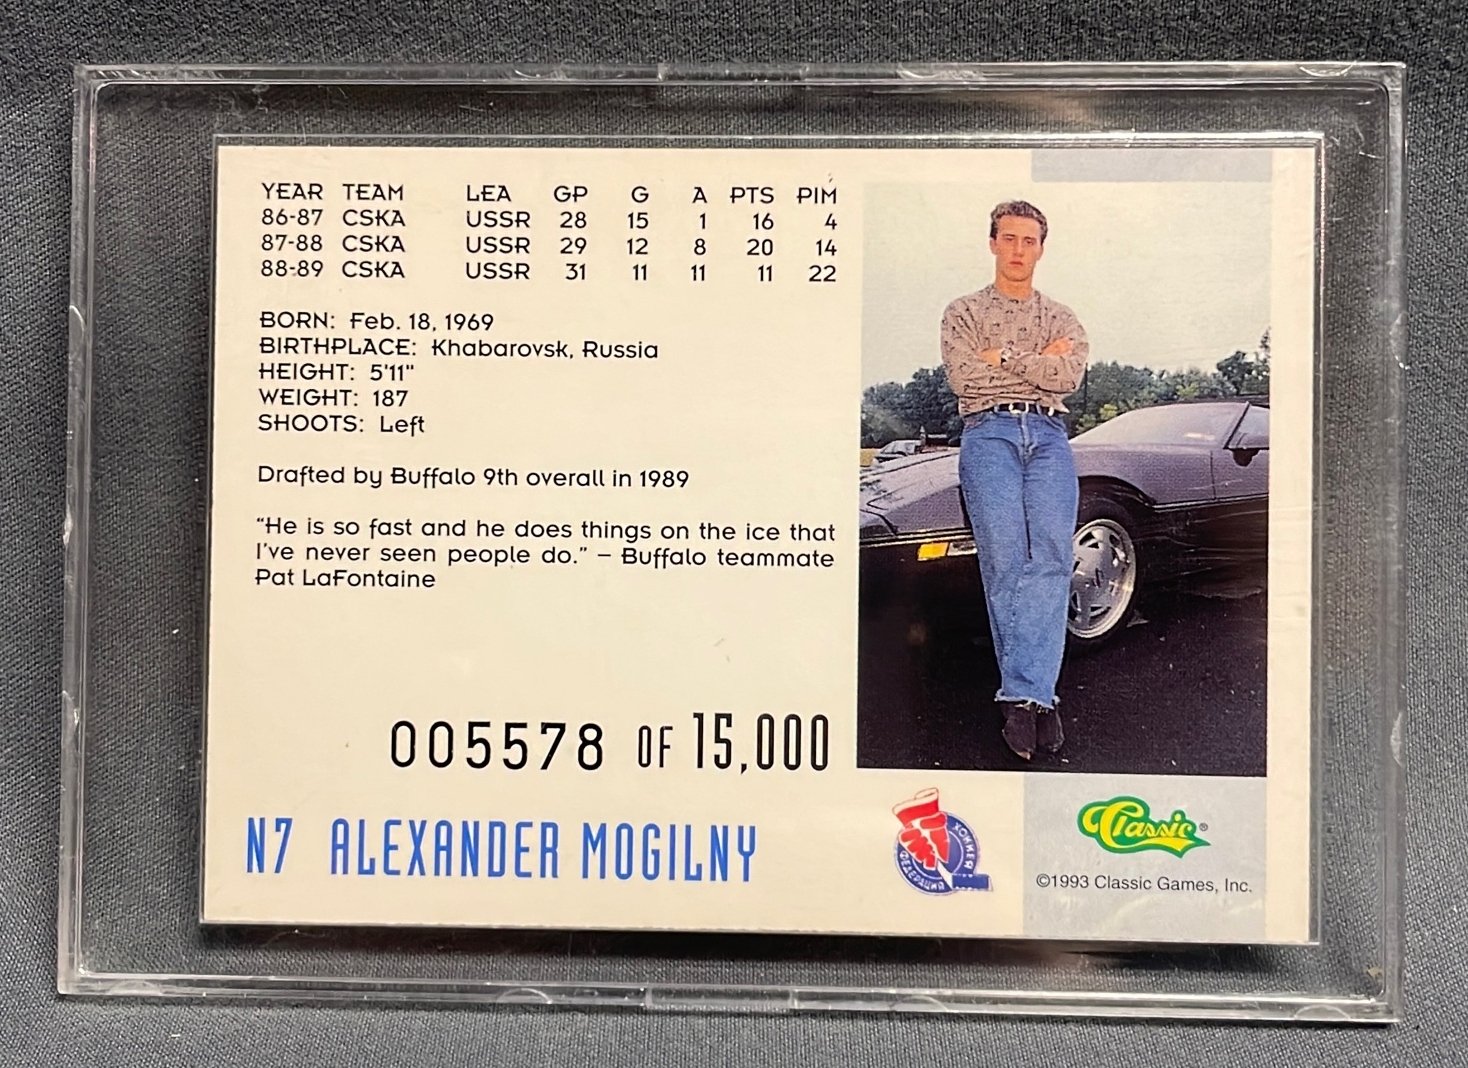 YEAR TEAM LEA GP G A PTS PIM
86-87 CSKA USSR 28 15 1 16 4
87-88 CSKA USSR 29 12 8 20 14
88-89 CSKA USSR 31 11 11 11 22
BORN: Feb. 18, 1969
BIRTHPLACE: Khabarovsk, Russia
HEIGHT: 5'11"
WEIGHT: 187
SHOOTS: Left
Drafted by Buffalo 9th overall in 1989
"He is so fast and he does things on the ice that
I've never seen people do." – Buffalo teammate
Pat LaFontaine
005578 OF 15,000
N7 ALEXANDER MOGILNY
ФЕДЕРАЦИЯ ХОККЕЯ
Classic®
©1993 Classic Games, Inc.